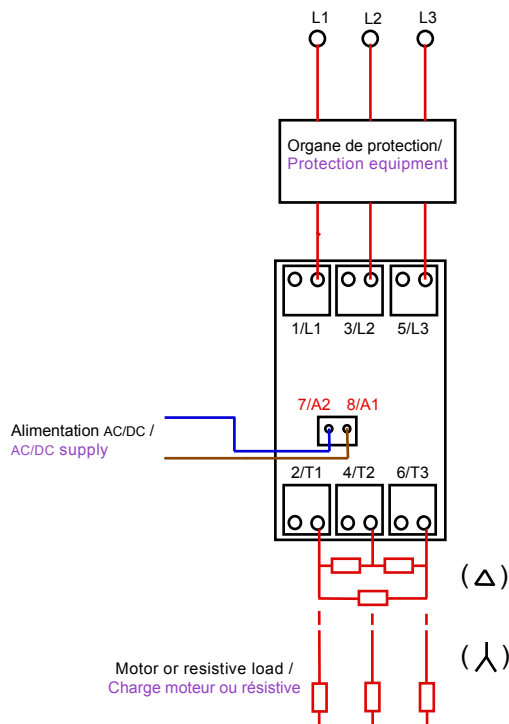 L1 L2 L3
Organe de protection/
Protection equipment
1/L1 3/L2 5/L3
7/A2 8/A1
Alimentation AC/DC /
AC/DC supply
2/T1 4/T2 6/T3
(△)
Motor or resistive load /
Charge moteur ou résistive